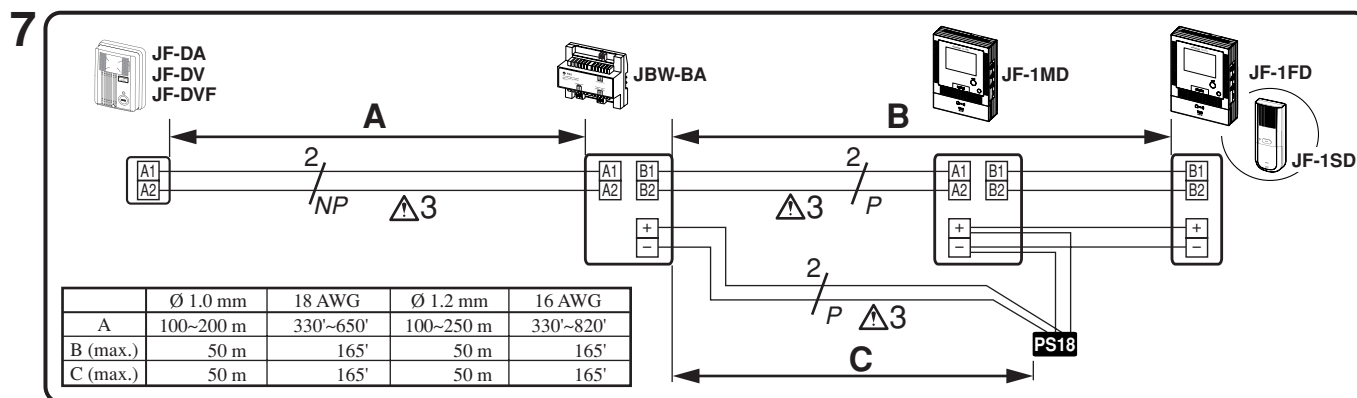 7
JF-DA
JF-DV
JF-DVF
JBW-BA
JF-1MD
JF-1FD
JF-1SD
A
B
A1
A2
2
NP
3
A1
A2
B1
B2
+
−
3
2
P
A1
A2
B1
B2
+
−
B1
B2
+
−
2
P
3
PS18
C
Ø 1.0 mm 18 AWG Ø 1.2 mm 16 AWG
A 100~200 m 330'~650' 100~250 m 330'~820'
B (max.) 50 m 165' 50 m 165'
C (max.) 50 m 165' 50 m 165'